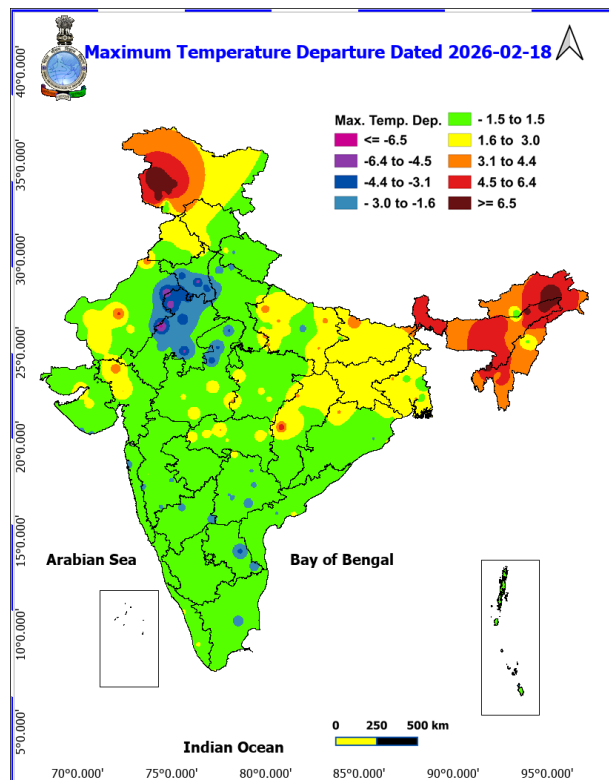 Maximum Temperature Departure Dated 2026-02-18
Max. Temp. Dep.
<= -6.5
-6.4 to -4.5
-4.4 to -3.1
- 3.0 to -1.6
- 1.5 to 1.5
1.6 to 3.0
3.1 to 4.4
4.5 to 6.4
>= 6.5
40°0.000'
35°0.000'
30°0.000'
25°0.000'
20°0.000'
15°0.000'
10°0.000'
5°0.000'
Arabian Sea
Bay of Bengal
Indian Ocean
0 250 500 km
70°0.000' 75°0.000' 80°0.000' 85°0.000' 90°0.000' 95°0.000'